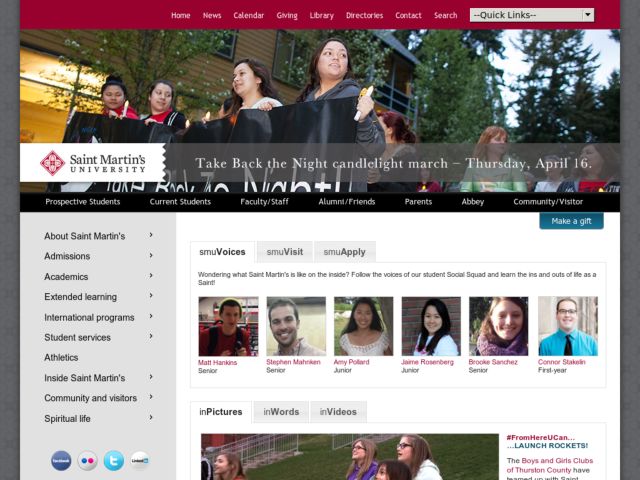 Home News Calendar Giving Library Directories Contact Search --Quick Links--
Saint Martin's
UNIVERSITY
Take Back the Night candlelight march – Thursday, April 16.
Prospective Students Current Students Faculty/Staff Alumni/Friends Parents Abbey Community/Visitor
Make a gift
About Saint Martin's
Admissions
Academics
Extended learning
International programs
Student services
Athletics
Inside Saint Martin's
Community and visitors
Spiritual life
facebook
LinkedIn
smuVoices smuVisit smuApply
Wondering what Saint Martin's is like on the inside? Follow the voices of our student Social Squad and learn the ins and outs of life as a
Saint!
Matt Hankins Stephen Mahnken Amy Pollard Jaime Rosenberg Brooke Sanchez Connor Stakelin
Senior Senior Junior Junior Senior First-year
inPictures inWords inVideos
#FromHereUCan...
...LAUNCH ROCKETS!
The Boys and Girls Clubs
of Thurston County have
teamed up with Saint